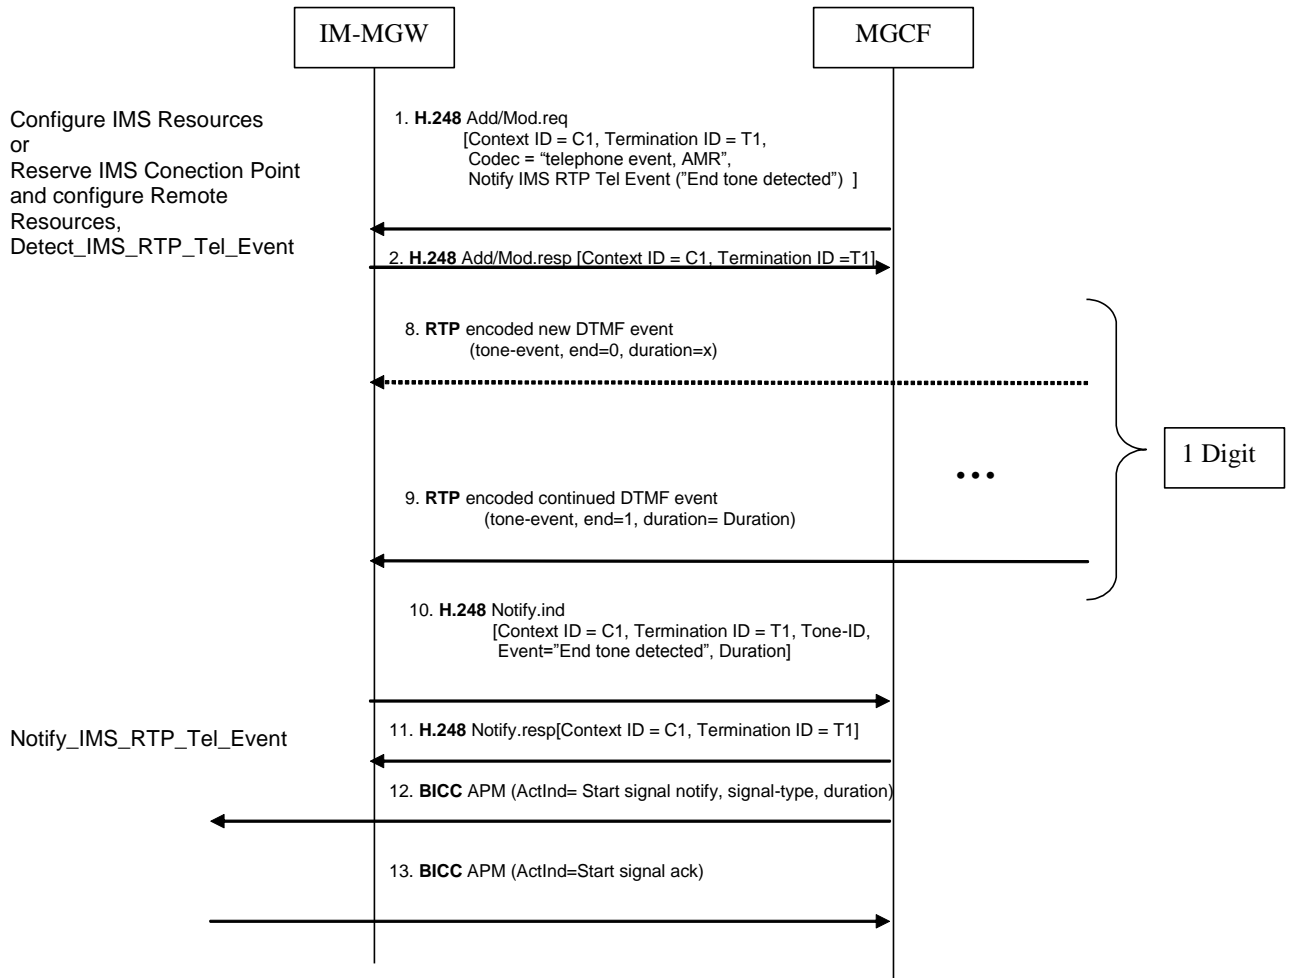 IM-MGW
MGCF
Configure IMS Resources
or
Reserve IMS Conection Point
and configure Remote
Resources,
Detect_IMS_RTP_Tel_Event
1. H.248 Add/Mod.req
[Context ID = C1, Termination ID = T1,
Codec = “telephone event, AMR”,
Notify IMS RTP Tel Event (”End tone detected”) ]
2. H.248 Add/Mod.resp [Context ID = C1, Termination ID =T1]
8. RTP encoded new DTMF event
(tone-event, end=0, duration=x)
1 Digit
...
9. RTP encoded continued DTMF event
(tone-event, end=1, duration= Duration)
10. H.248 Notify.ind
[Context ID = C1, Termination ID = T1, Tone-ID,
Event=”End tone detected”, Duration]
Notify_IMS_RTP_Tel_Event
11. H.248 Notify.resp[Context ID = C1, Termination ID = T1]
12. BICC APM (ActInd= Start signal notify, signal-type, duration)
13. BICC APM (ActInd=Start signal ack)